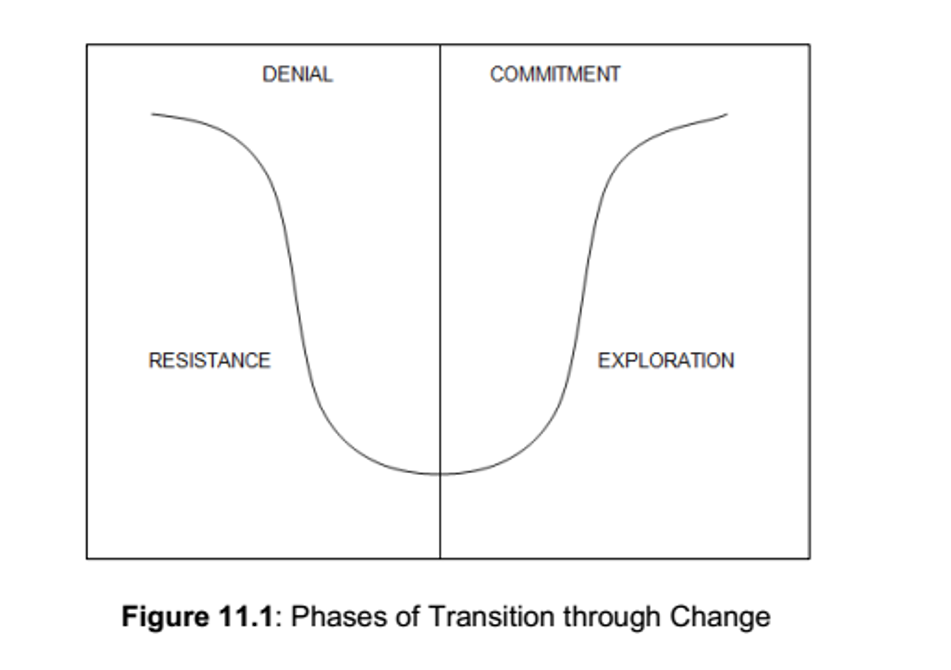 DENIAL
COMMITMENT
RESISTANCE
EXPLORATION
Figure 11.1: Phases of Transition through Change